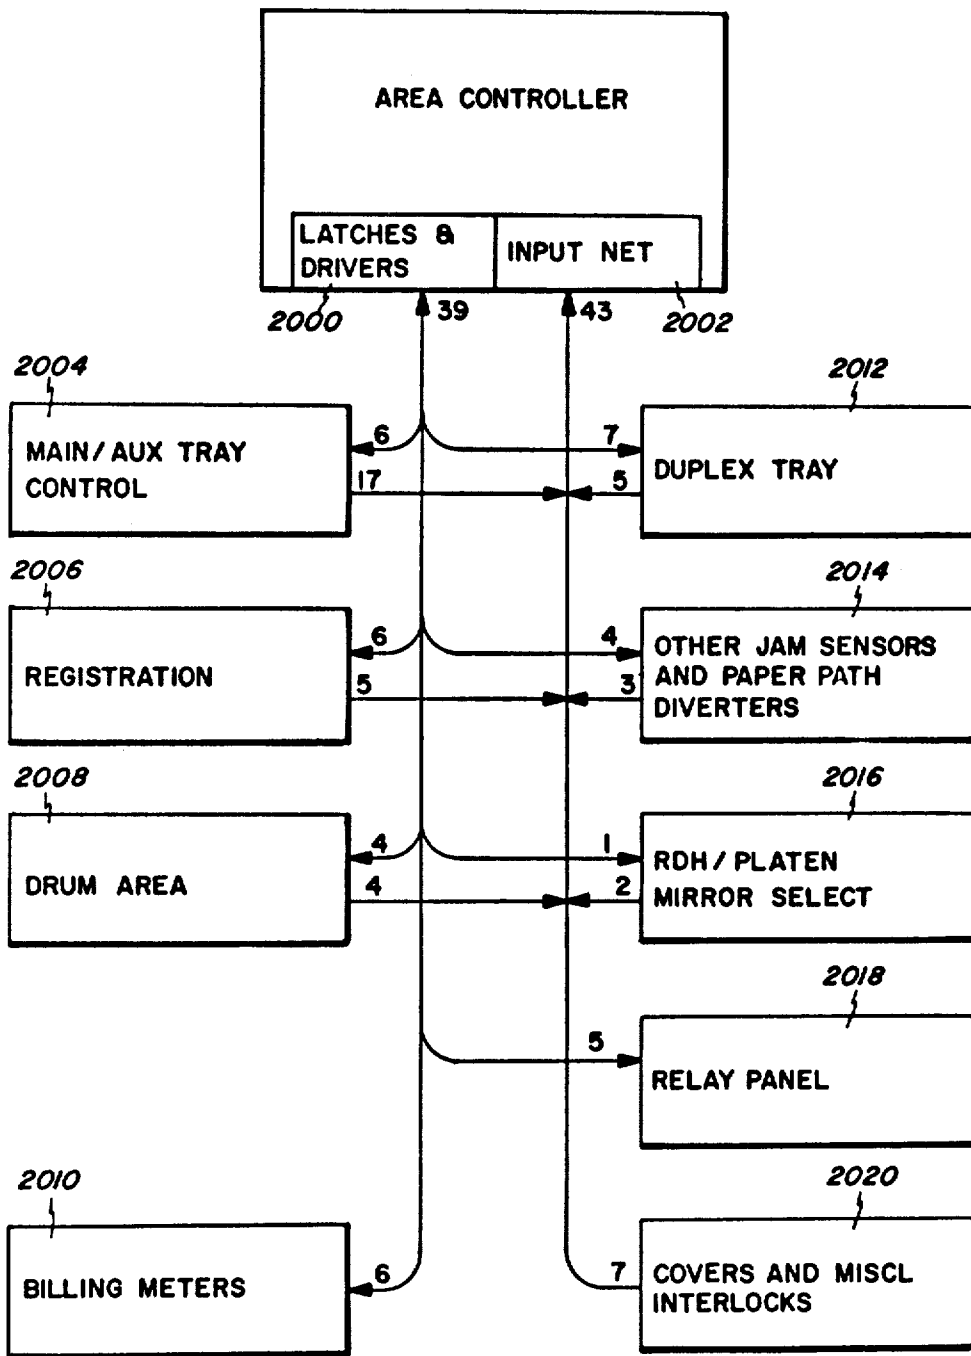 AREA CONTROLLER
LATCHES &
DRIVERS
INPUT NET
2000
39
43
2002
2004
2012
MAIN/AUX TRAY
CONTROL
6
17
7
5
DUPLEX TRAY
2006
2014
REGISTRATION
6
5
4
3
OTHER JAM SENSORS
AND PAPER PATH
DIVERTERS
2008
2016
DRUM AREA
4
4
1
2
RDH/PLATEN
MIRROR SELECT
2018
5
RELAY PANEL
2010
2020
BILLING METERS
6
7
COVERS AND MISCL
INTERLOCKS